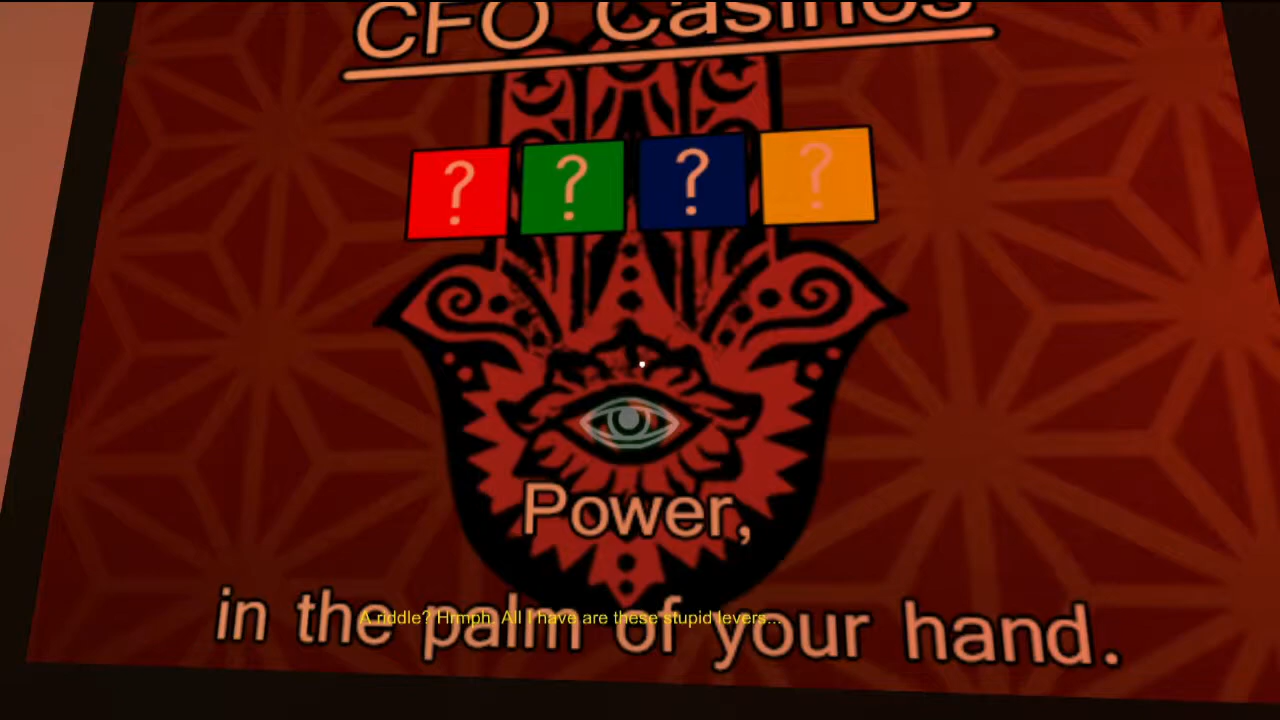 CFO Casinos
? ? ? ?
Power,
in the palm of your hand.
A riddle? Hrmph. All I have are these stupid levers...